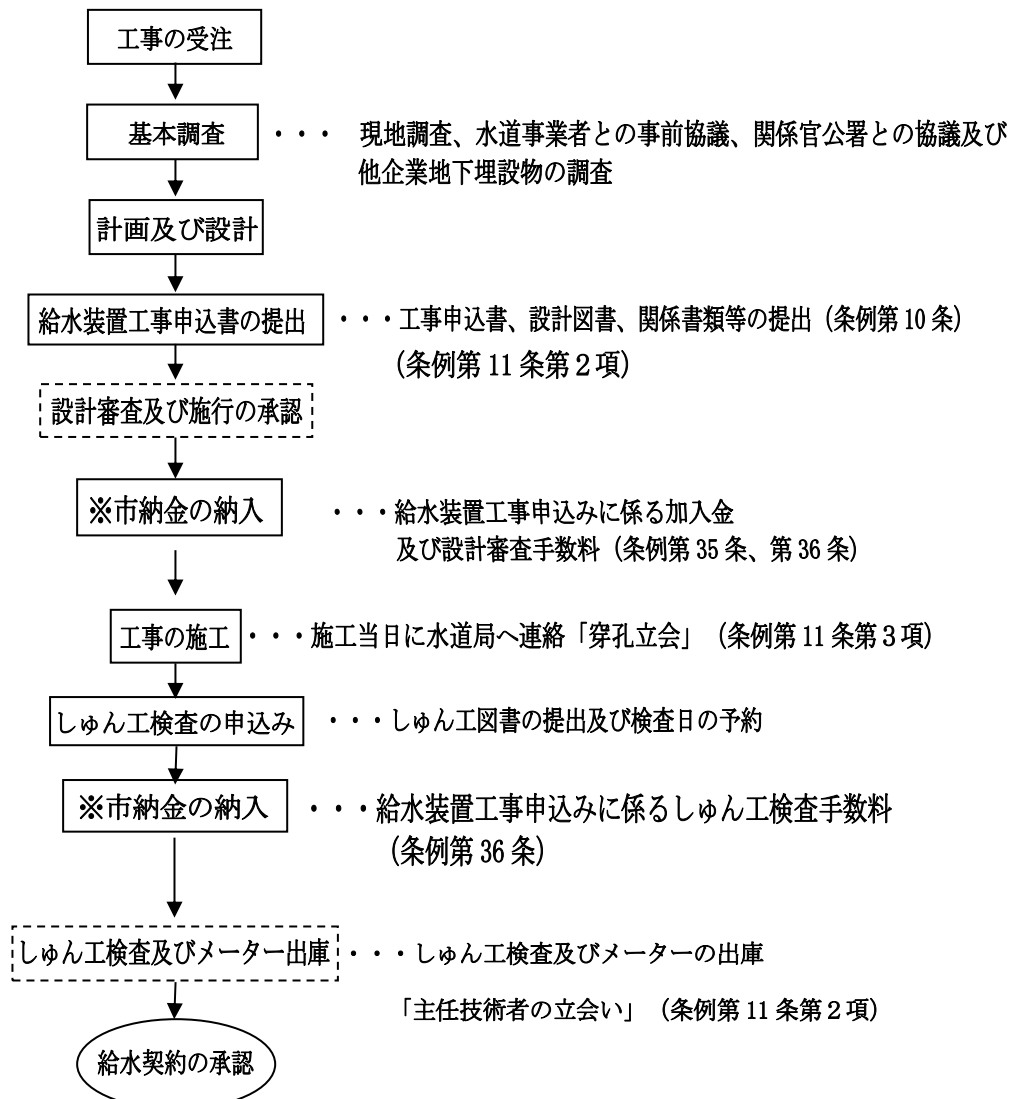 工事の受注
基本調査 ・・・ 現地調査、水道事業者との事前協議、関係官公署との協議及び
他企業地下埋設物の調査
計画及び設計
給水装置工事申込書の提出 ・・・工事申込書、設計図書、関係書類等の提出（条例第10条）
（条例第11条第２項）
設計審査及び施行の承認
※市納金の納入 ・・・給水装置工事申込みに係る加入金
及び設計審査手数料（条例第35条、第36条）
工事の施工 ・・・施工当日に水道局へ連絡「穿孔立会」（条例第11条第３項）
しゅん工検査の申込み ・・・しゅん工図書の提出及び検査日の予約
※市納金の納入 ・・・給水装置工事申込みに係るしゅん工検査手数料
（条例第36条）
しゅん工検査及びメーター出庫 ・・・しゅん工検査及びメーターの出庫
「主任技術者の立会い」（条例第11条第２項）
給水契約の承認